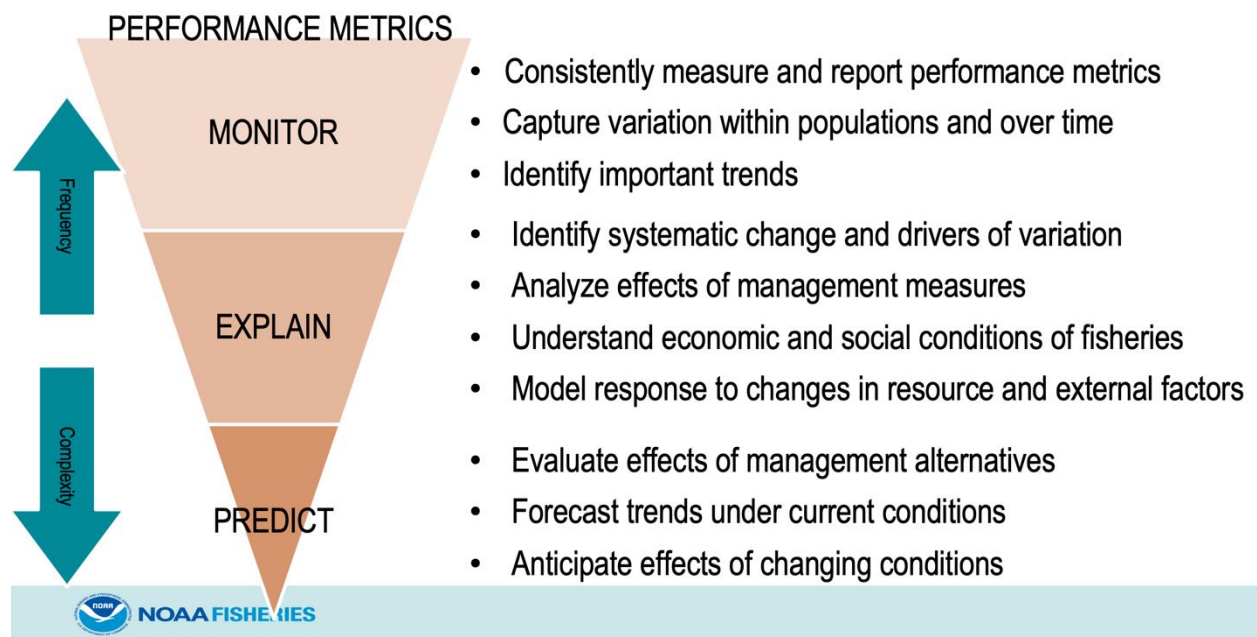 PERFORMANCE METRICS
MONITOR
• Consistently measure and report performance metrics
• Capture variation within populations and over time
• Identify important trends
Frequency
EXPLAIN
• Identify systematic change and drivers of variation
• Analyze effects of management measures
• Understand economic and social conditions of fisheries
• Model response to changes in resource and external factors
Complexity
PREDICT
• Evaluate effects of management alternatives
• Forecast trends under current conditions
• Anticipate effects of changing conditions
NOAA
NOAA FISHERIES